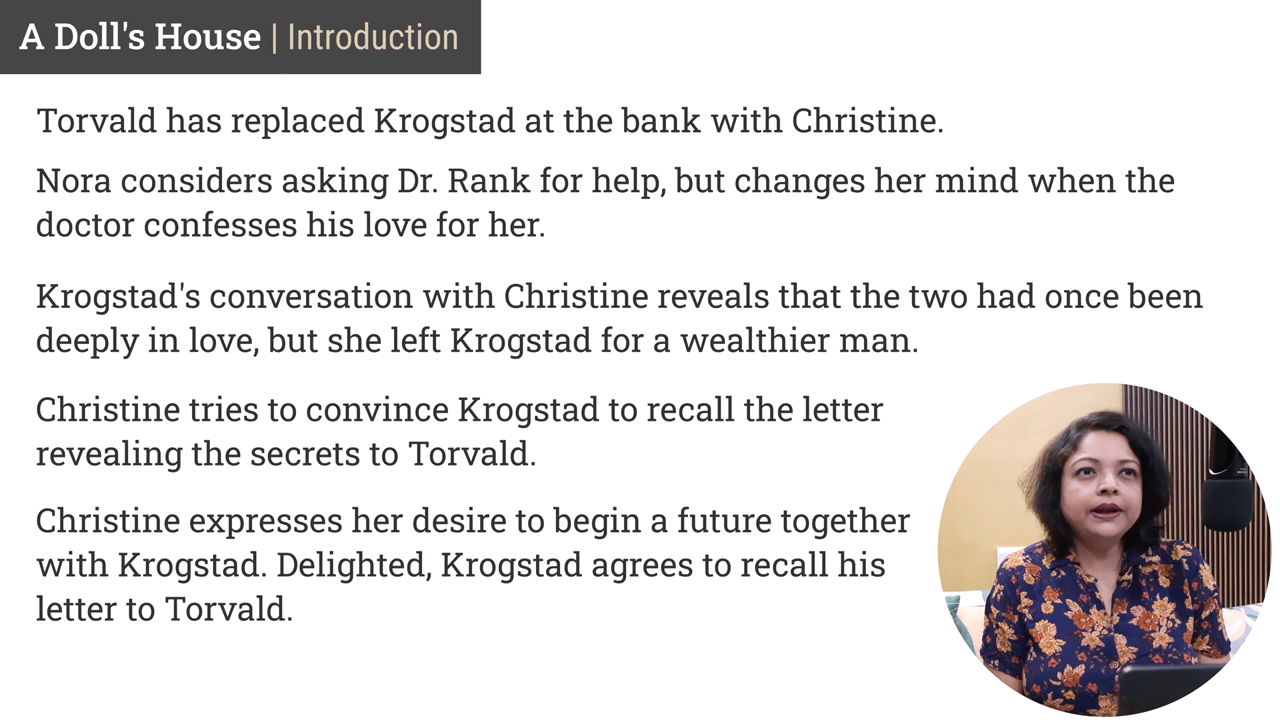 A Doll's House | Introduction
Torvald has replaced Krogstad at the bank with Christine.
Nora considers asking Dr. Rank for help, but changes her mind when the
doctor confesses his love for her.
Krogstad's conversation with Christine reveals that the two had once been
deeply in love, but she left Krogstad for a wealthier man.
Christine tries to convince Krogstad to recall the letter
revealing the secrets to Torvald.
Christine expresses her desire to begin a future together
with Krogstad. Delighted, Krogstad agrees to recall his
letter to Torvald.